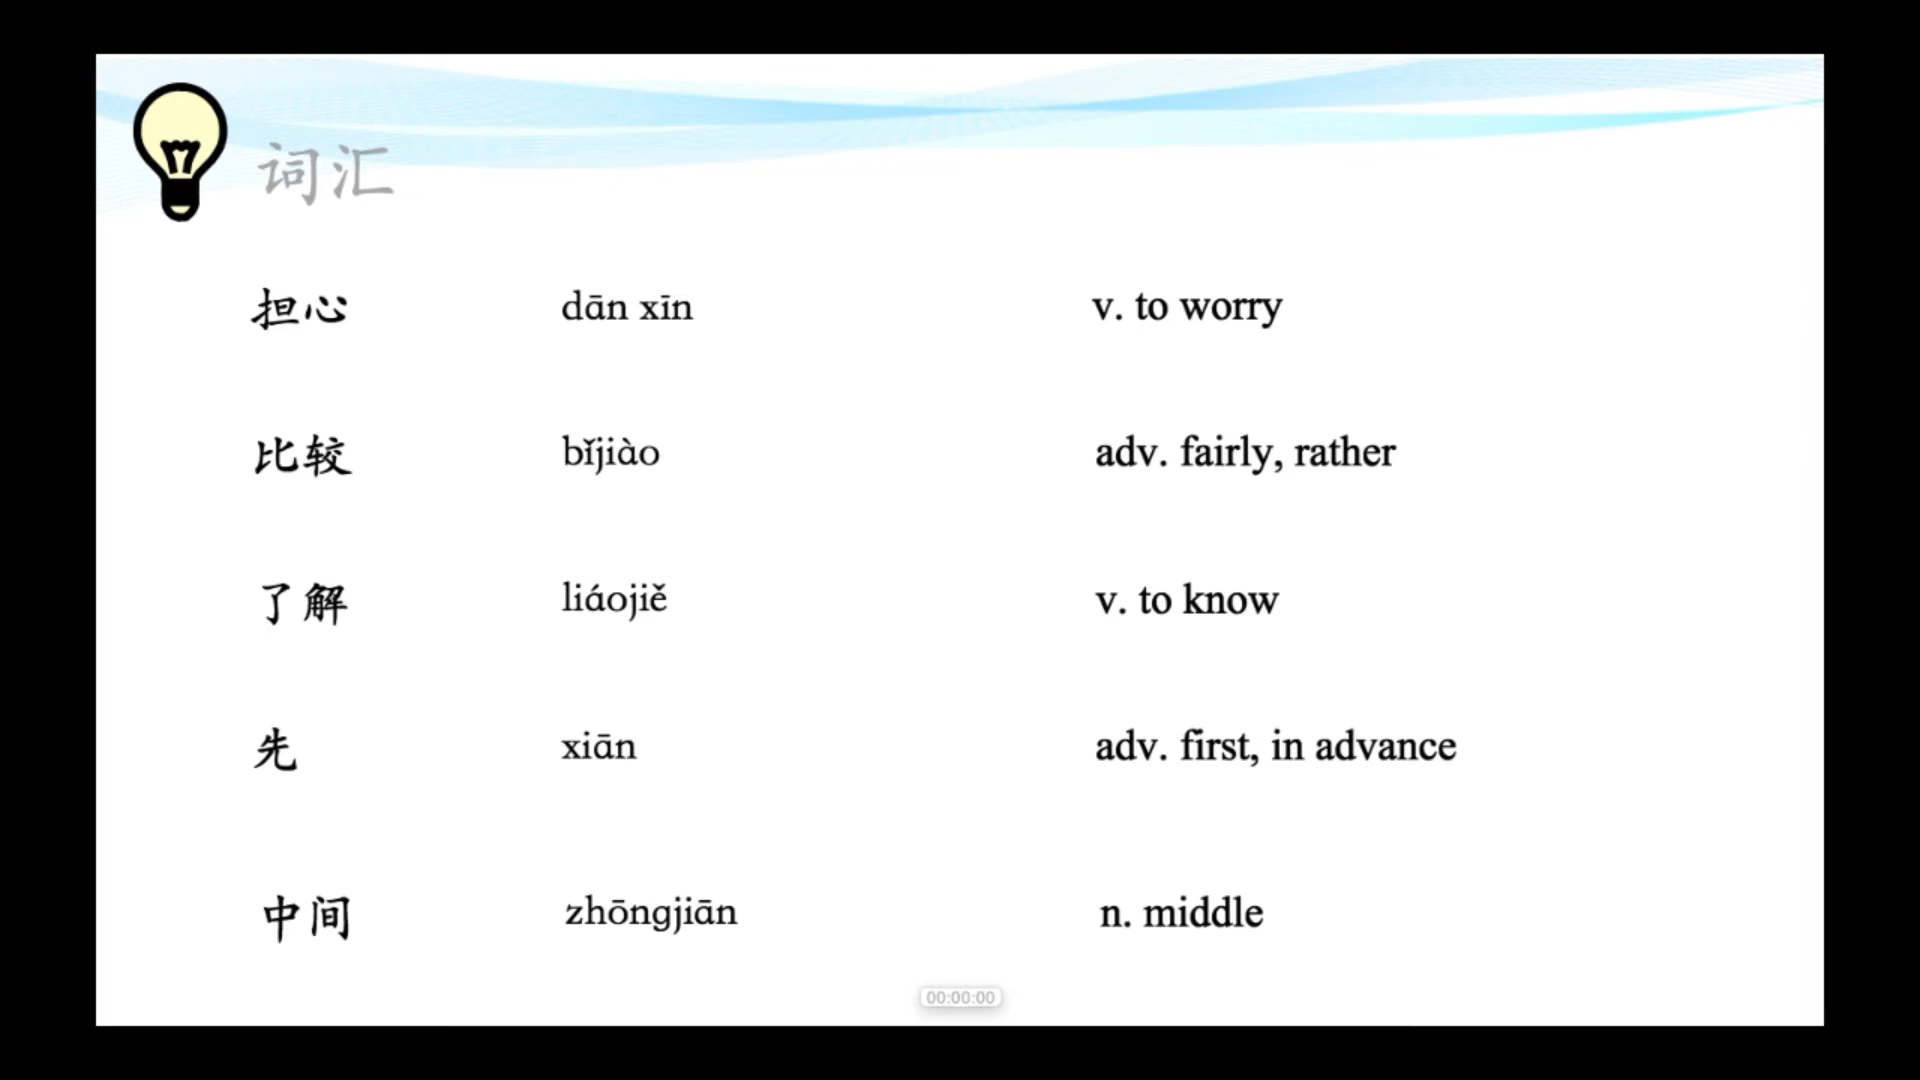 词汇
担心 dān xīn v. to worry
比较 bǐjiào adv. fairly, rather
了解 liáojiě v. to know
先 xiān adv. first, in advance
中间 zhōngjiān n. middle
00:00:00